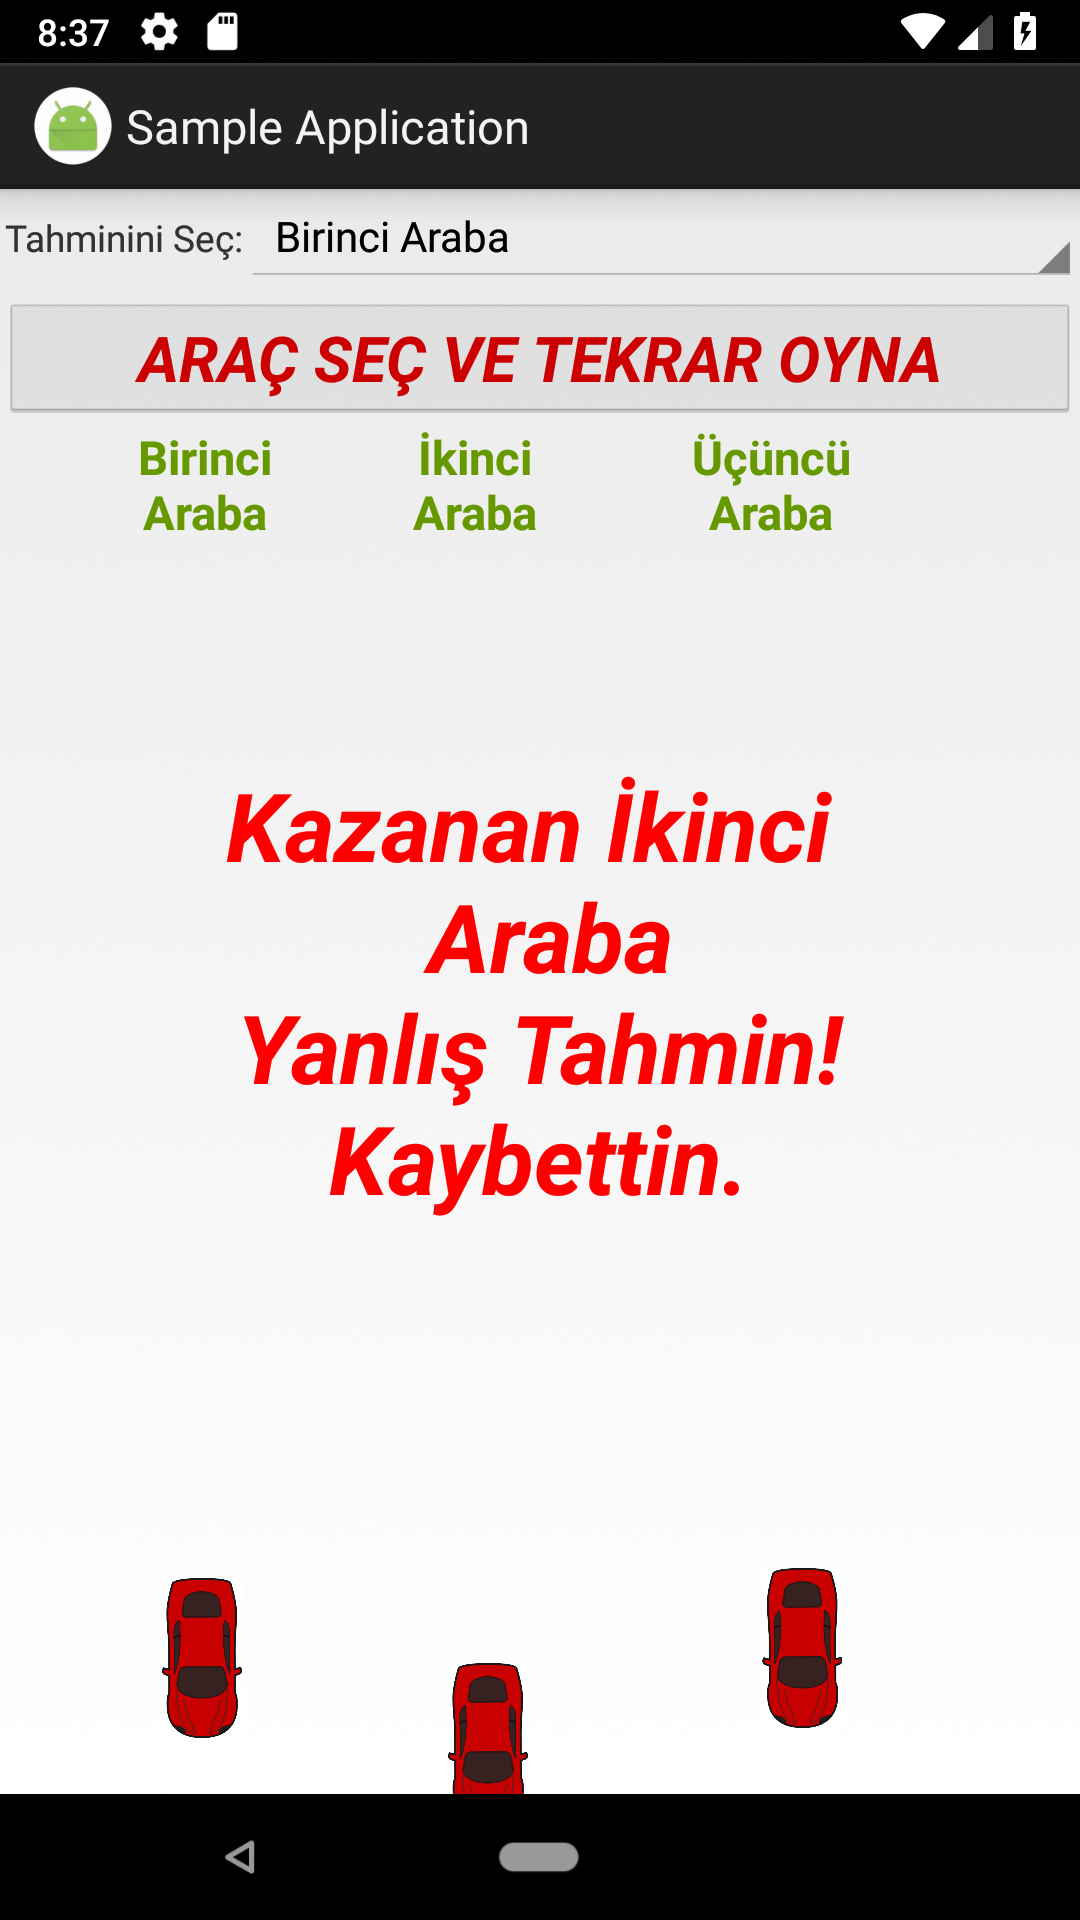 8:37
Sample Application
Tahminini Seç: Birinci Araba
ARAÇ SEÇ VE TEKRAR OYNA
Birinci İkinci Üçüncü
Araba Araba Araba
Kazanan İkinci
Araba
Yanlış Tahmin!
Kaybettin.